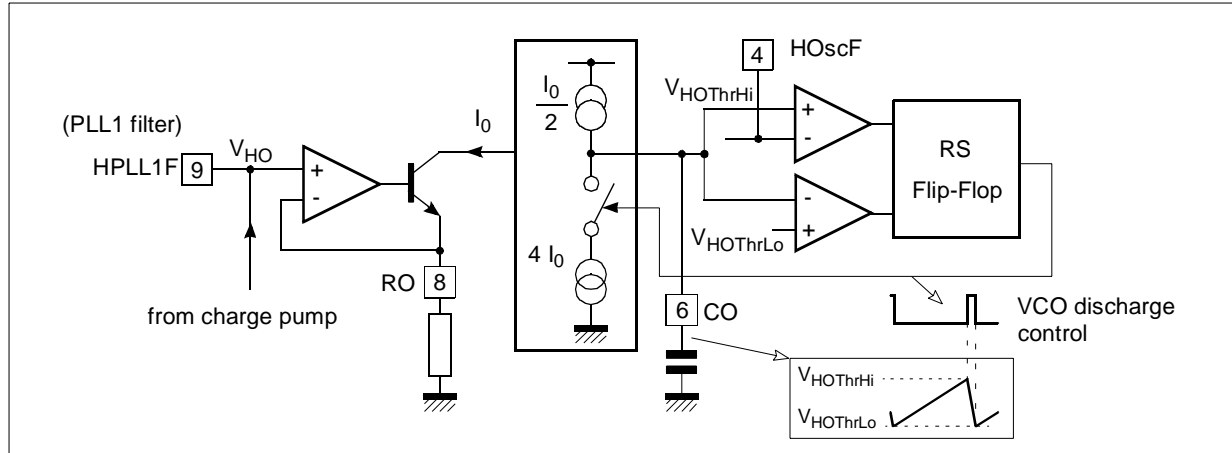 (PLL1 filter)
HPLL1F
9
V_HO
+
-
I_0
RO
8
from charge pump
I_0
2
4 I_0
4
HOscF
V_HOThrHi
+
-
-
+
V_HOThrLo
RS
Flip-Flop
6
CO
VCO discharge
control
V_HOThrHi
V_HOThrLo